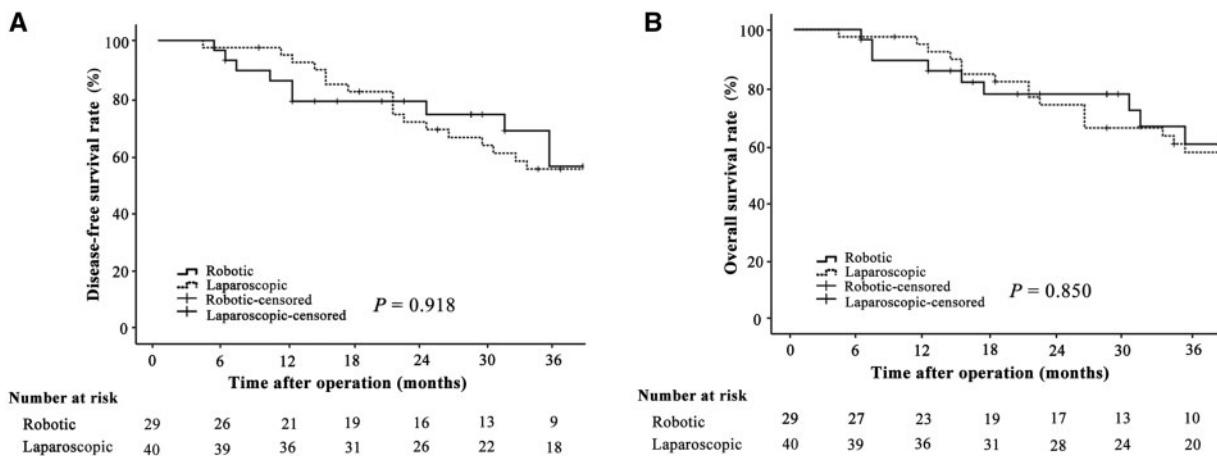 A
Disease-free survival rate (%)
100
80
60
40
20
0
Robotic
Laparoscopic
Robotic-censored
Laparoscopic-censored
P = 0.918
0 6 12 18 24 30 36
Time after operation (months)
Number at risk
Robotic 29 26 21 19 16 13 9
Laparoscopic 40 39 36 31 26 22 18
B
Overall survival rate (%)
100
80
60
40
20
0
Robotic
Laparoscopic
Robotic-censored
Laparoscopic-censored
P = 0.850
0 6 12 18 24 30 36
Time after operation (months)
Number at risk
Robotic 29 27 23 19 17 13 10
Laparoscopic 40 39 36 31 28 24 20